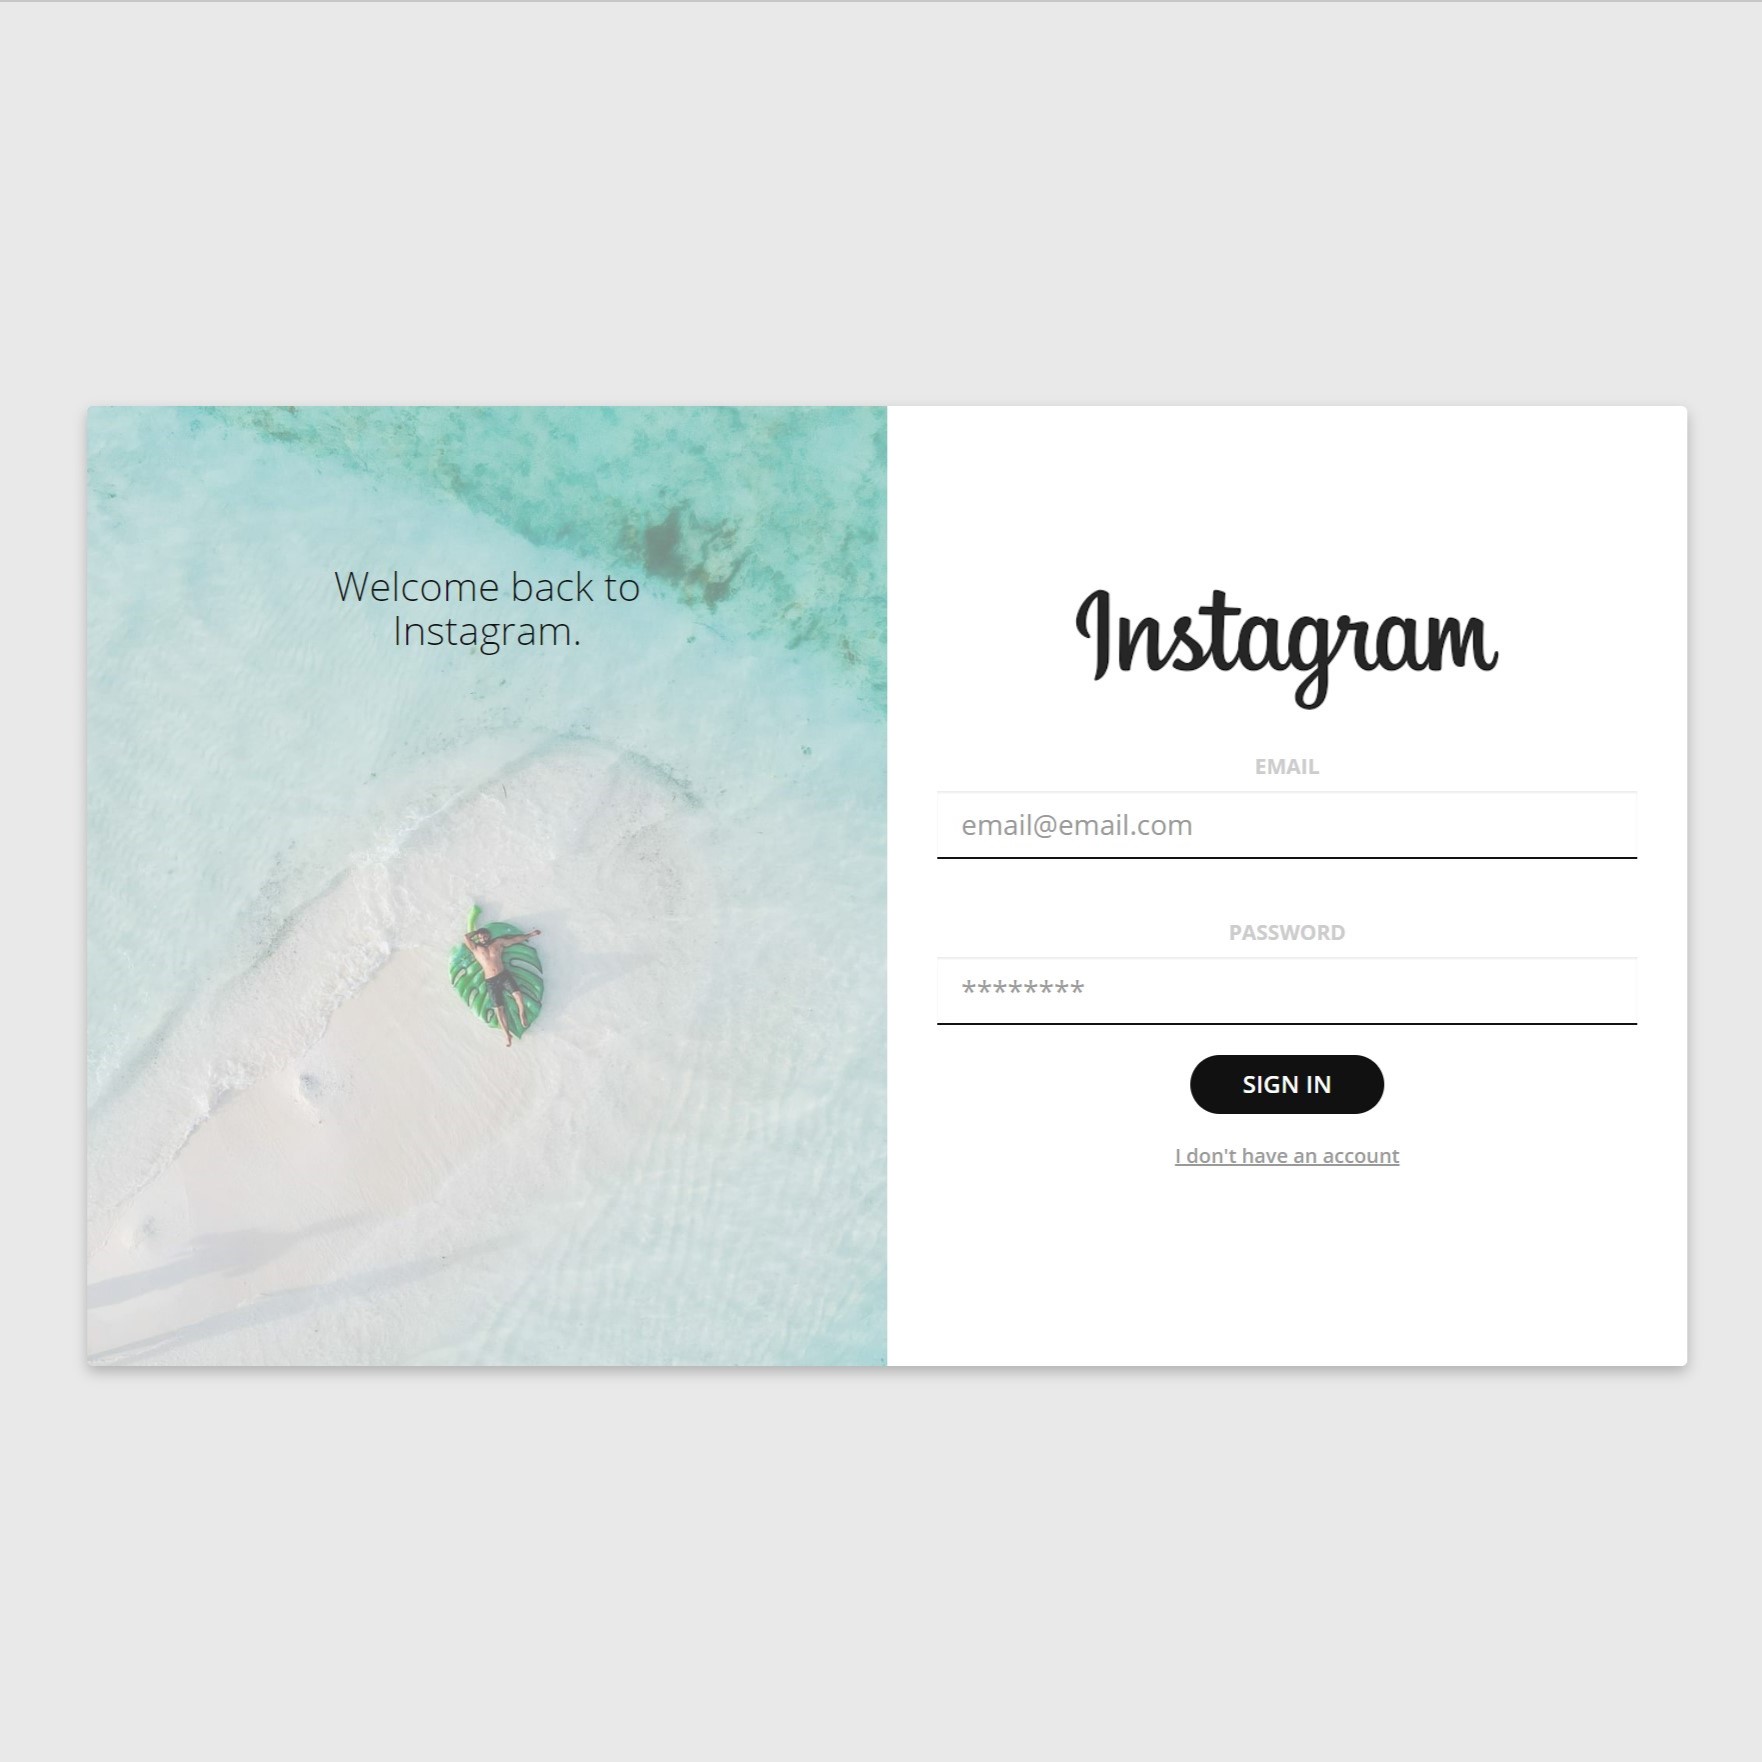 Welcome back to
Instagram.
Instagram
EMAIL
email@email.com
PASSWORD
********
SIGN IN
I don't have an account